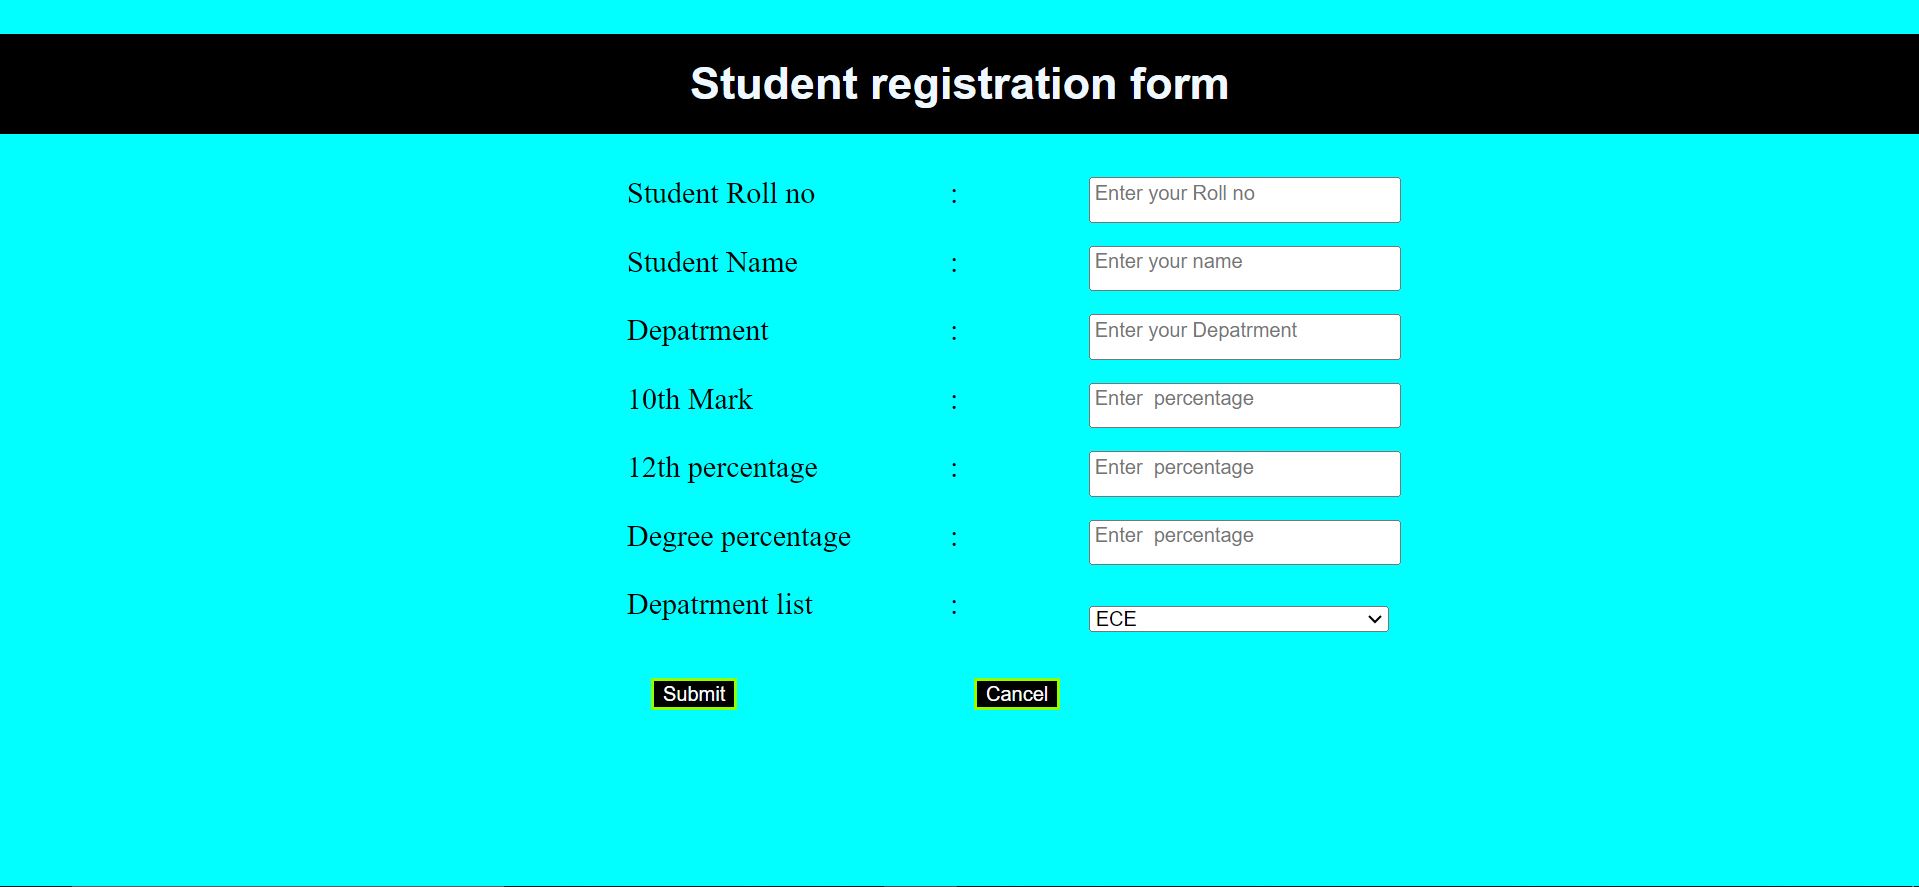 Student registration form
Student Roll no : Enter your Roll no
Student Name : Enter your name
Depatrment : Enter your Depatrment
10th Mark : Enter  percentage
12th percentage : Enter  percentage
Degree percentage : Enter  percentage
Depatrment list : ECE
Submit Cancel